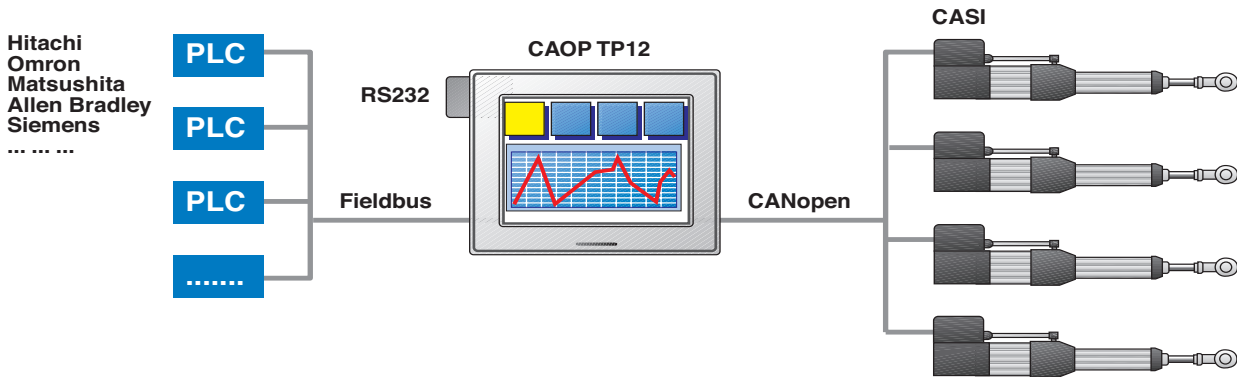 Hitachi
Omron
Matsushita
Allen Bradley
Siemens
... ... ...
PLC
PLC
PLC
.......
Fieldbus
RS232
CAOP TP12
CANopen
CASI